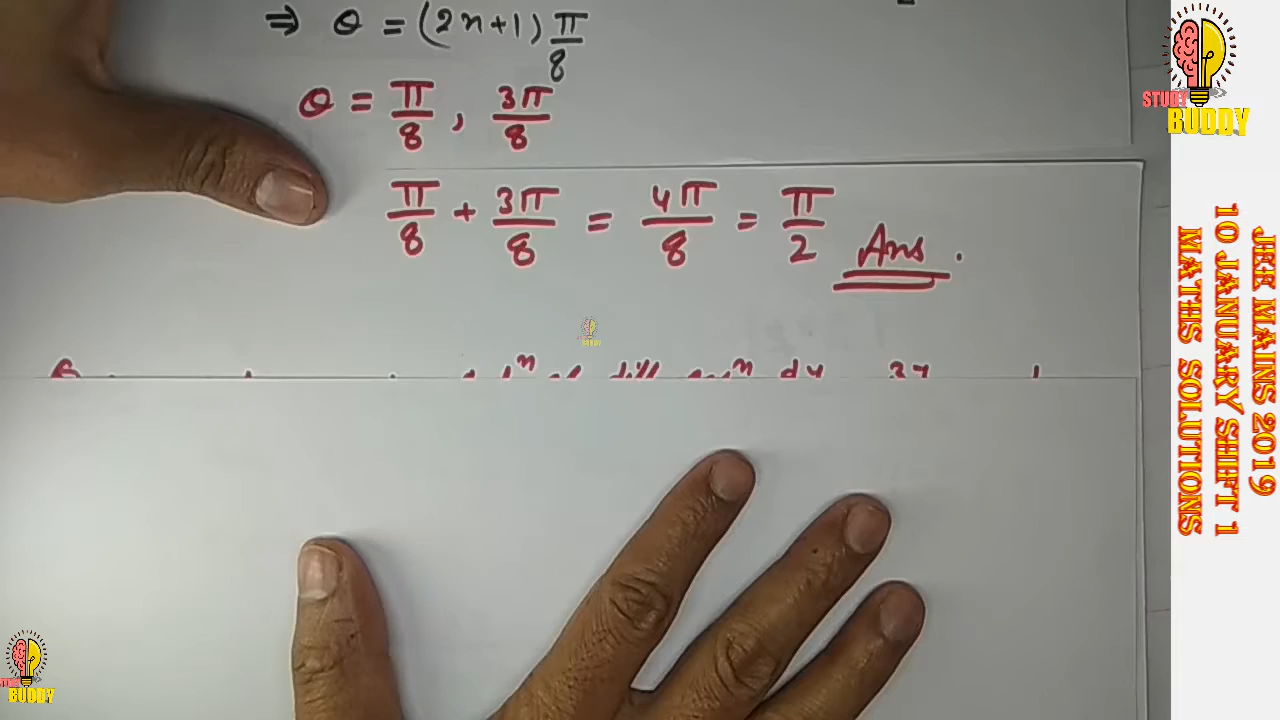 ⇒ θ = (2n+1) π/8
θ = π/8 , 3π/8
π/8 + 3π/8 = 4π/8 = π/2 Ans .
STUDY
BUDDY
JEE MAINS 2019
10 JANUARY SHIFT 1
MATHS SOLUTIONS
BUDDY